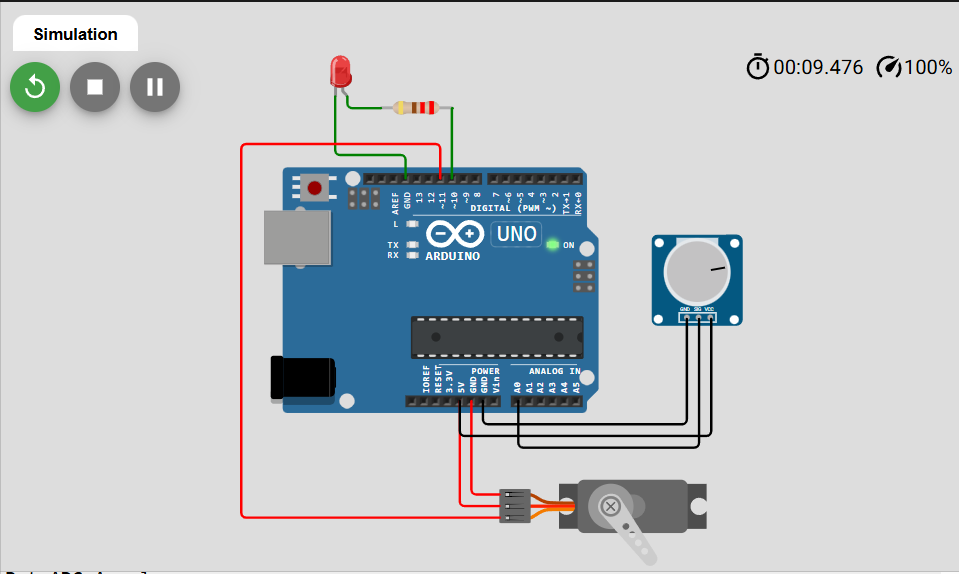 Simulation
00:09.476
100%
AREF
GND
13
12
~11
~10
~9
8
7
~6
~5
4
~3
2
TX→1
RX←0
DIGITAL (PWM ~)
L
TX
RX
UNO
ON
ARDUINO
GND SIG VCC
POWER
ANALOG IN
IOREF
RESET
3.3V
5V
GND
GND
Vin
A0
A1
A2
A3
A4
A5